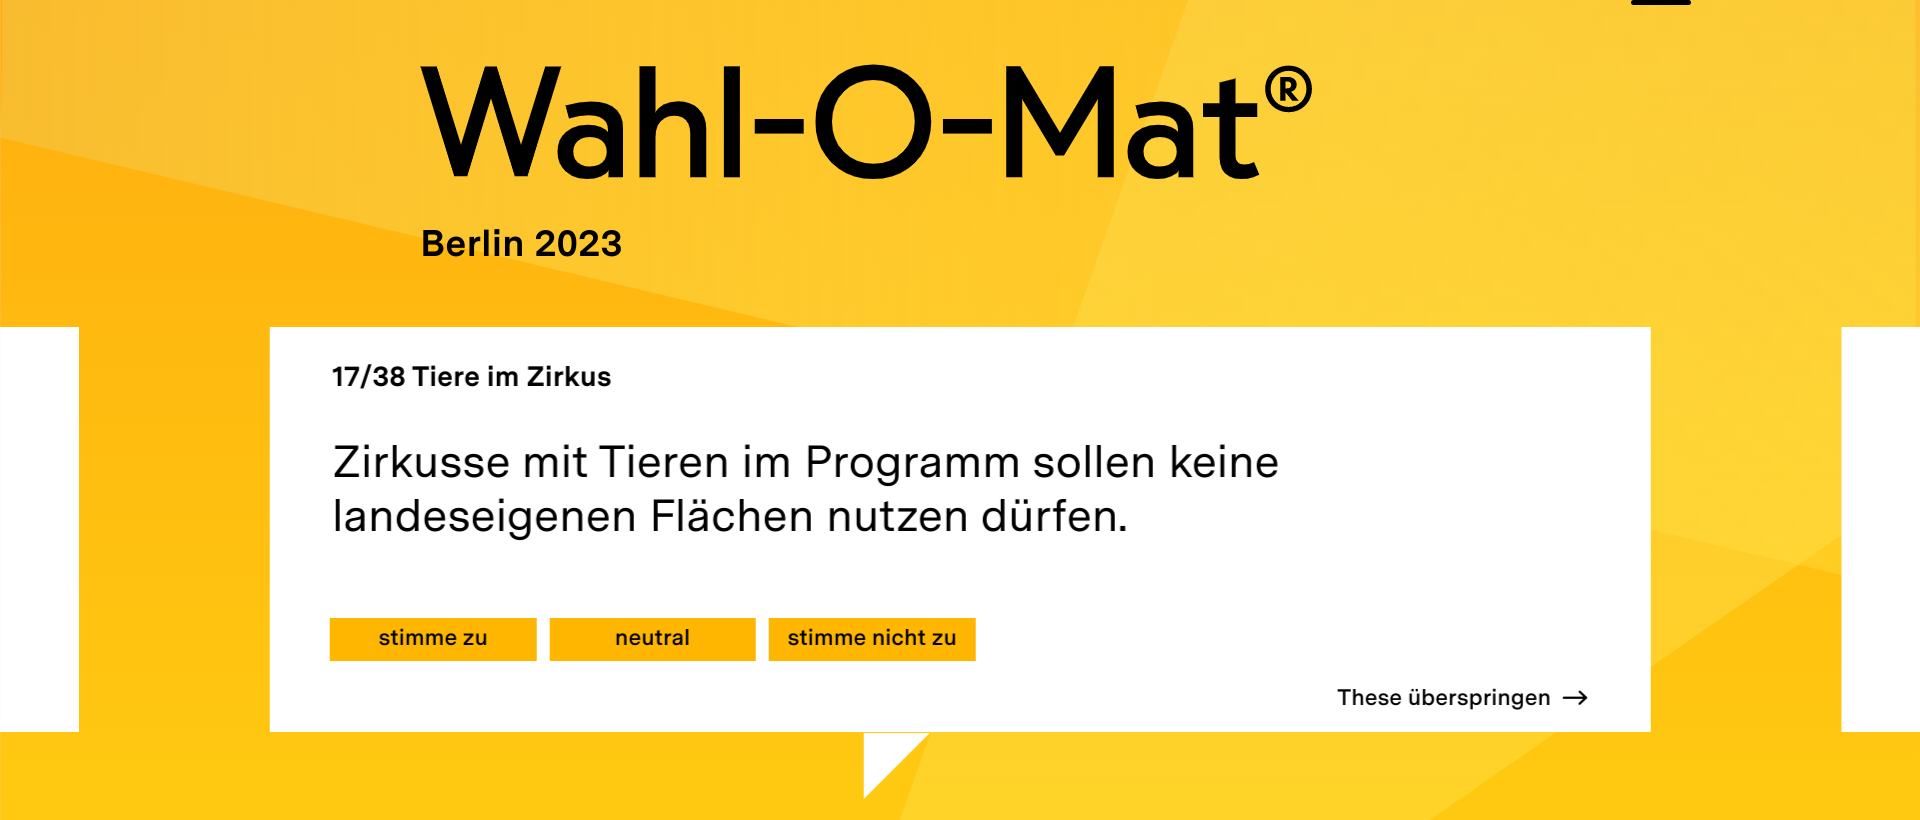 Wahl-O-Mat®
Berlin 2023
17/38 Tiere im Zirkus
Zirkusse mit Tieren im Programm sollen keine
landeseigenen Flächen nutzen dürfen.
stimme zu
neutral
stimme nicht zu
These überspringen →